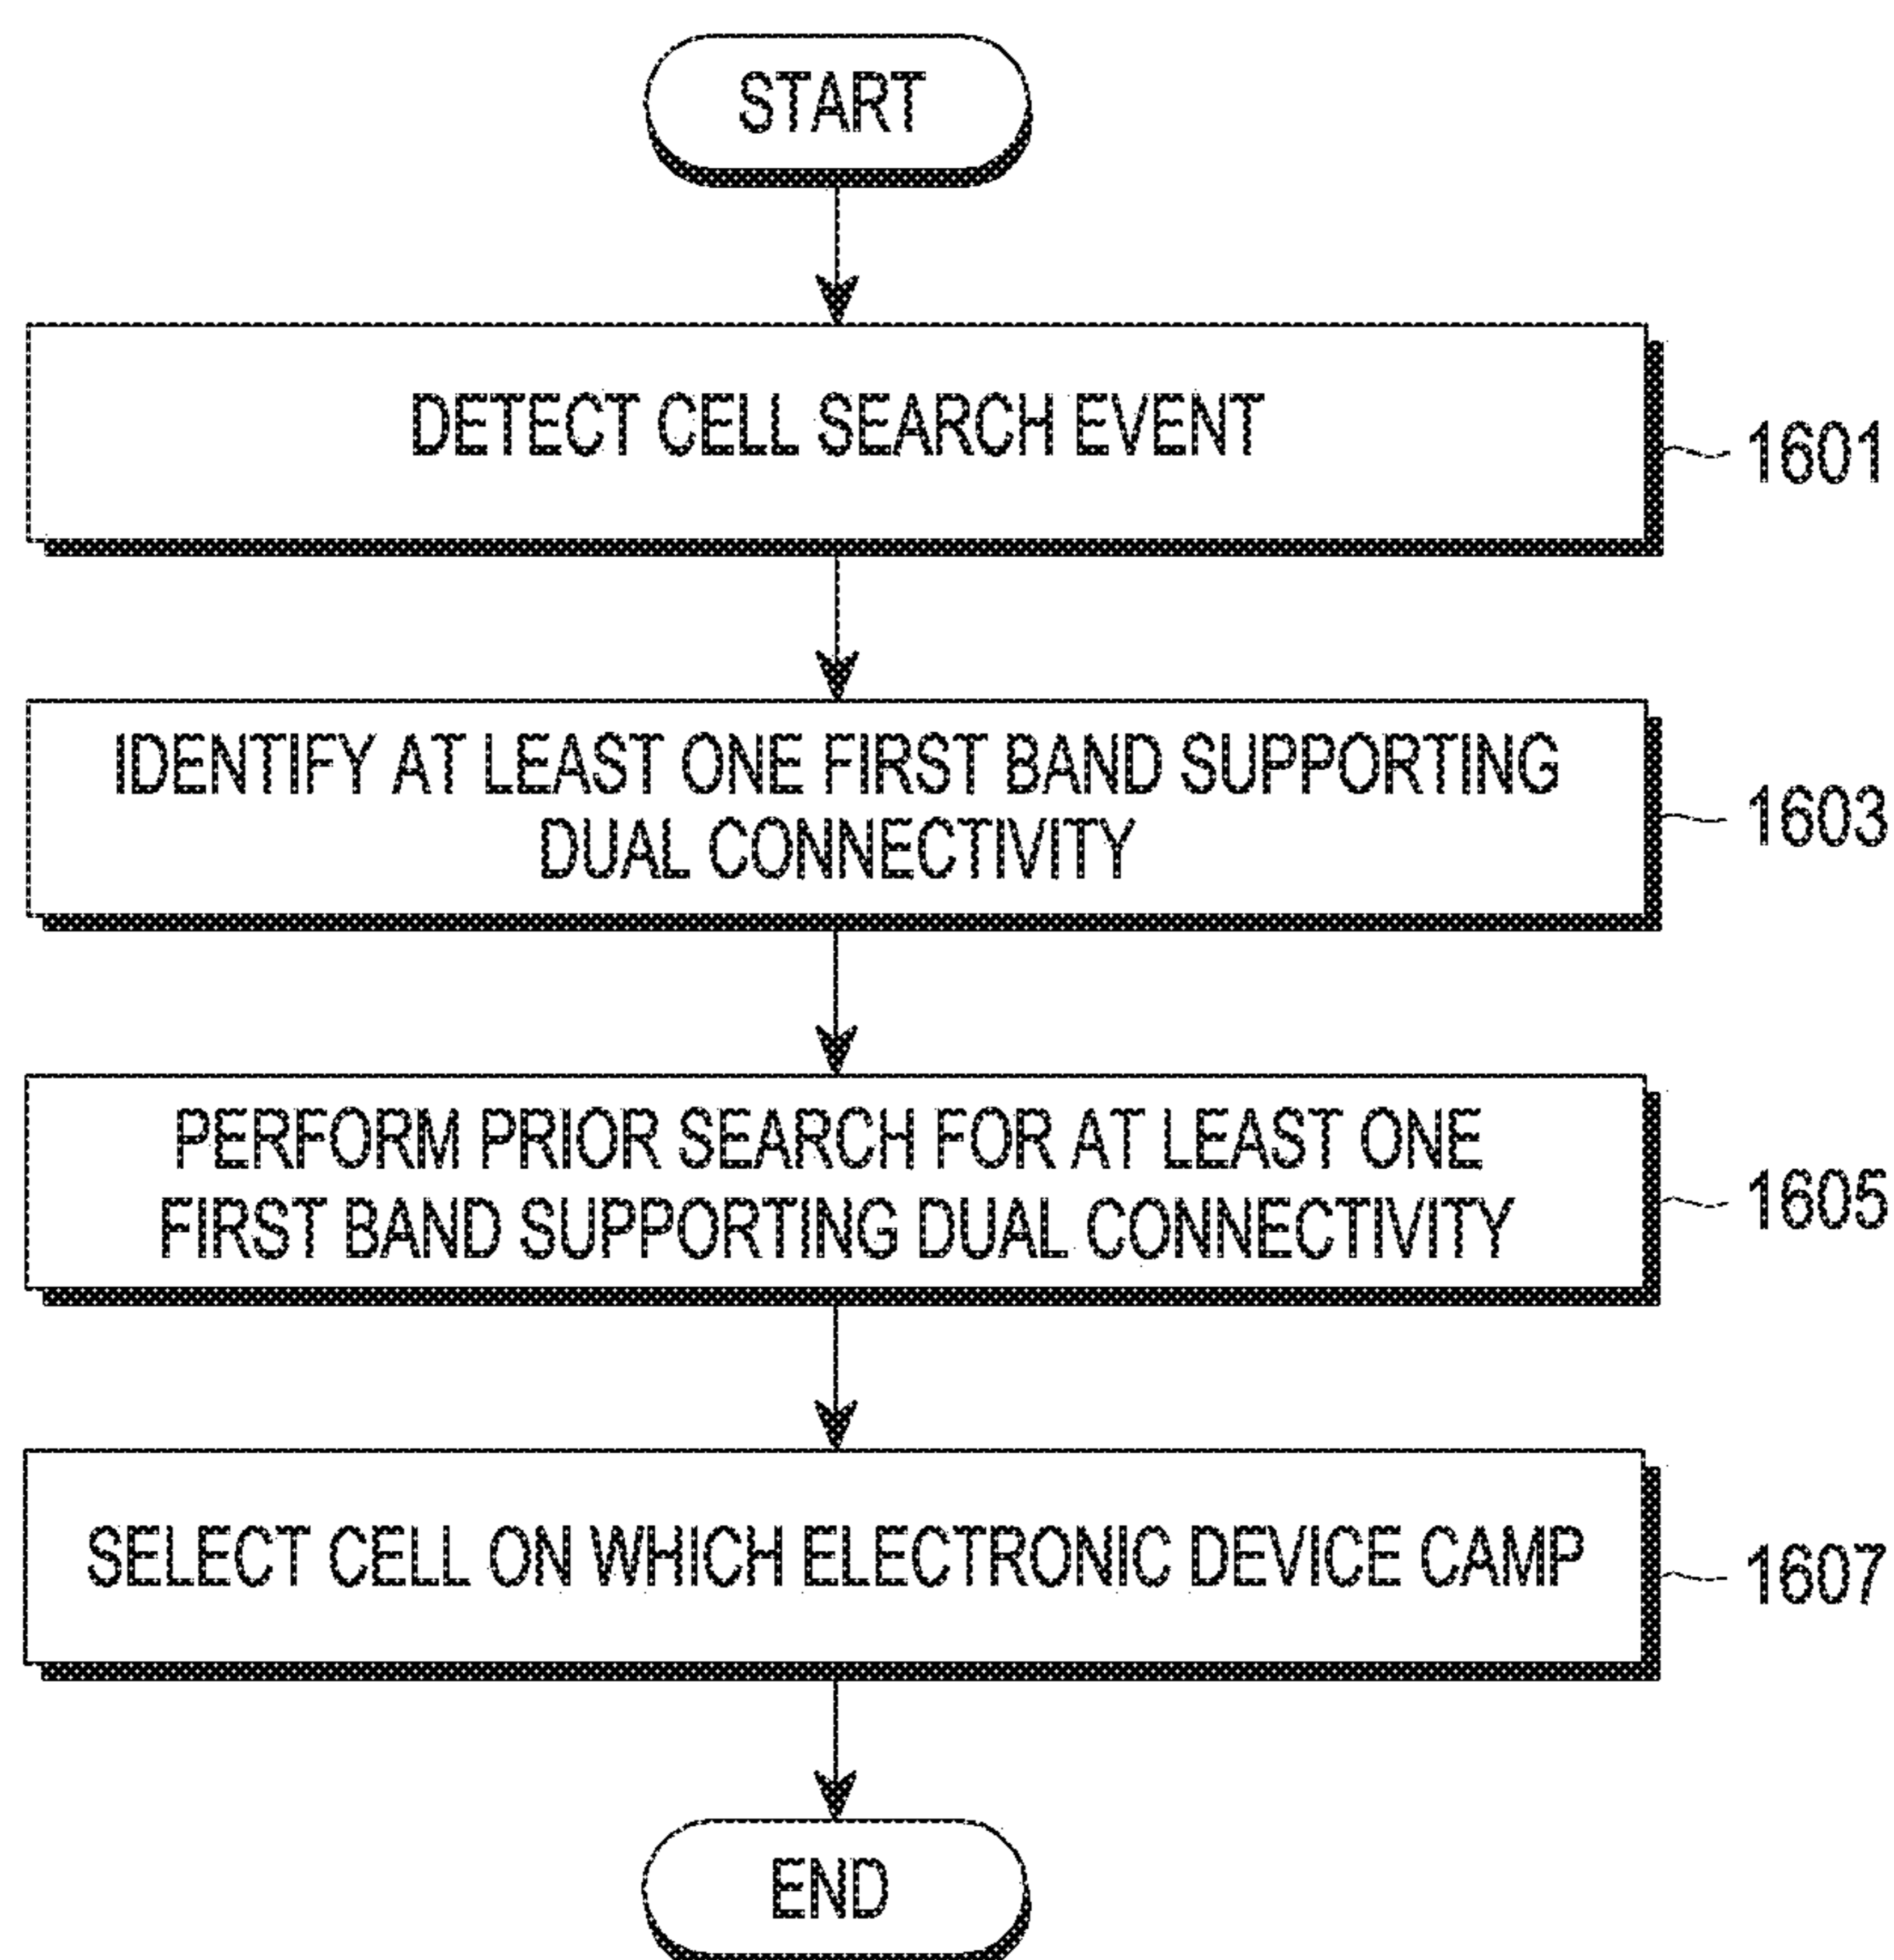 START
DETECT CELL SEARCH EVENT
1601
IDENTIFY AT LEAST ONE FIRST BAND SUPPORTING
DUAL CONNECTIVITY
1603
PERFORM PRIOR SEARCH FOR AT LEAST ONE
FIRST BAND SUPPORTING DUAL CONNECTIVITY
1605
SELECT CELL ON WHICH ELECTRONIC DEVICE CAMP
1607
END